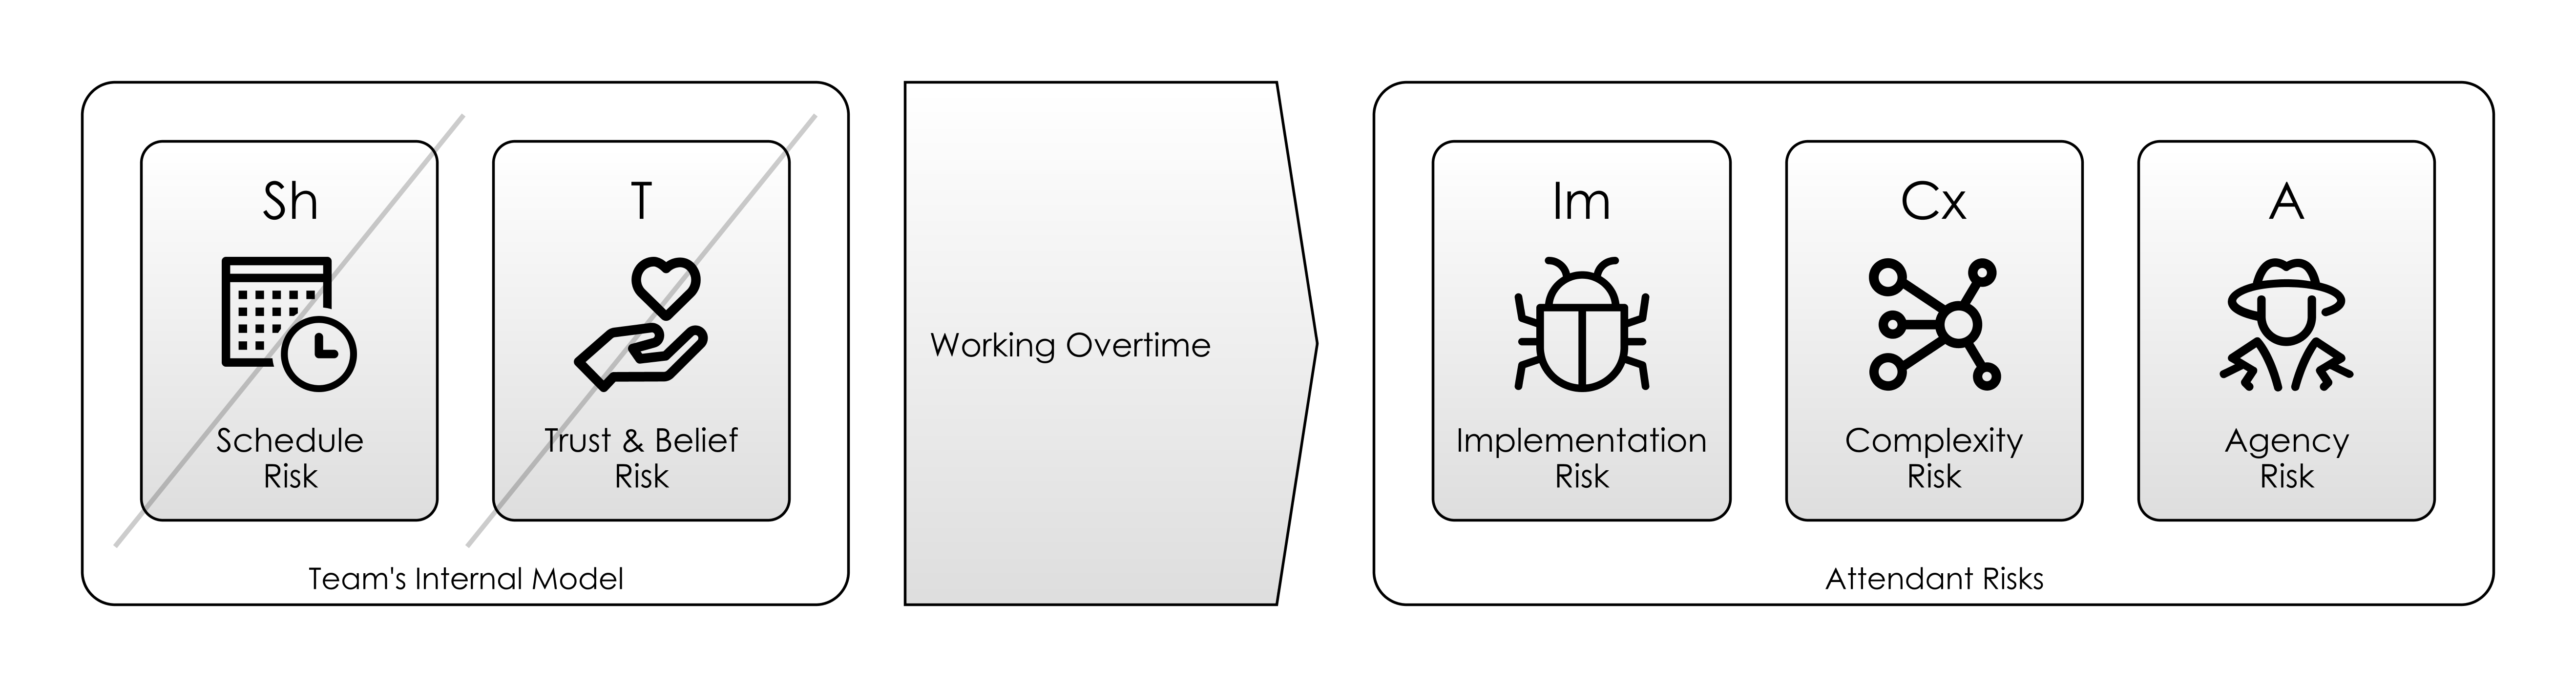 Sh
Schedule
Risk
T
Trust & Belief
Risk
Team's Internal Model
Working Overtime
Im
Implementation
Risk
Cx
Complexity
Risk
A
Agency
Risk
Attendant Risks